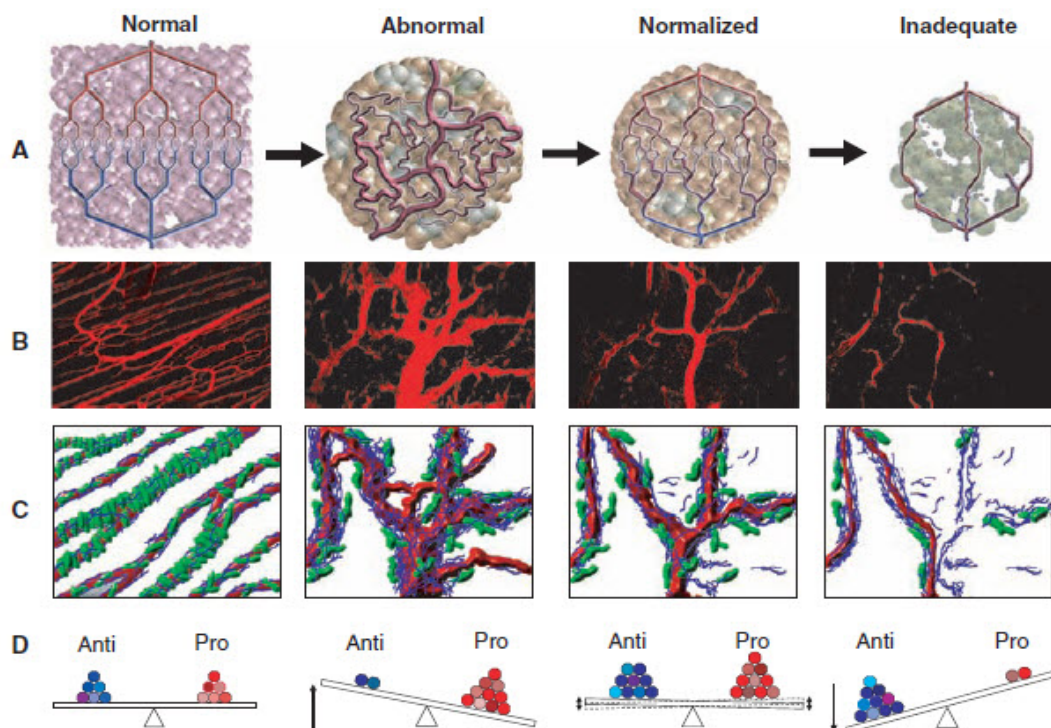 Normal Abnormal Normalized Inadequate
A
B
C
D Anti Pro Anti Pro Anti Pro Anti Pro